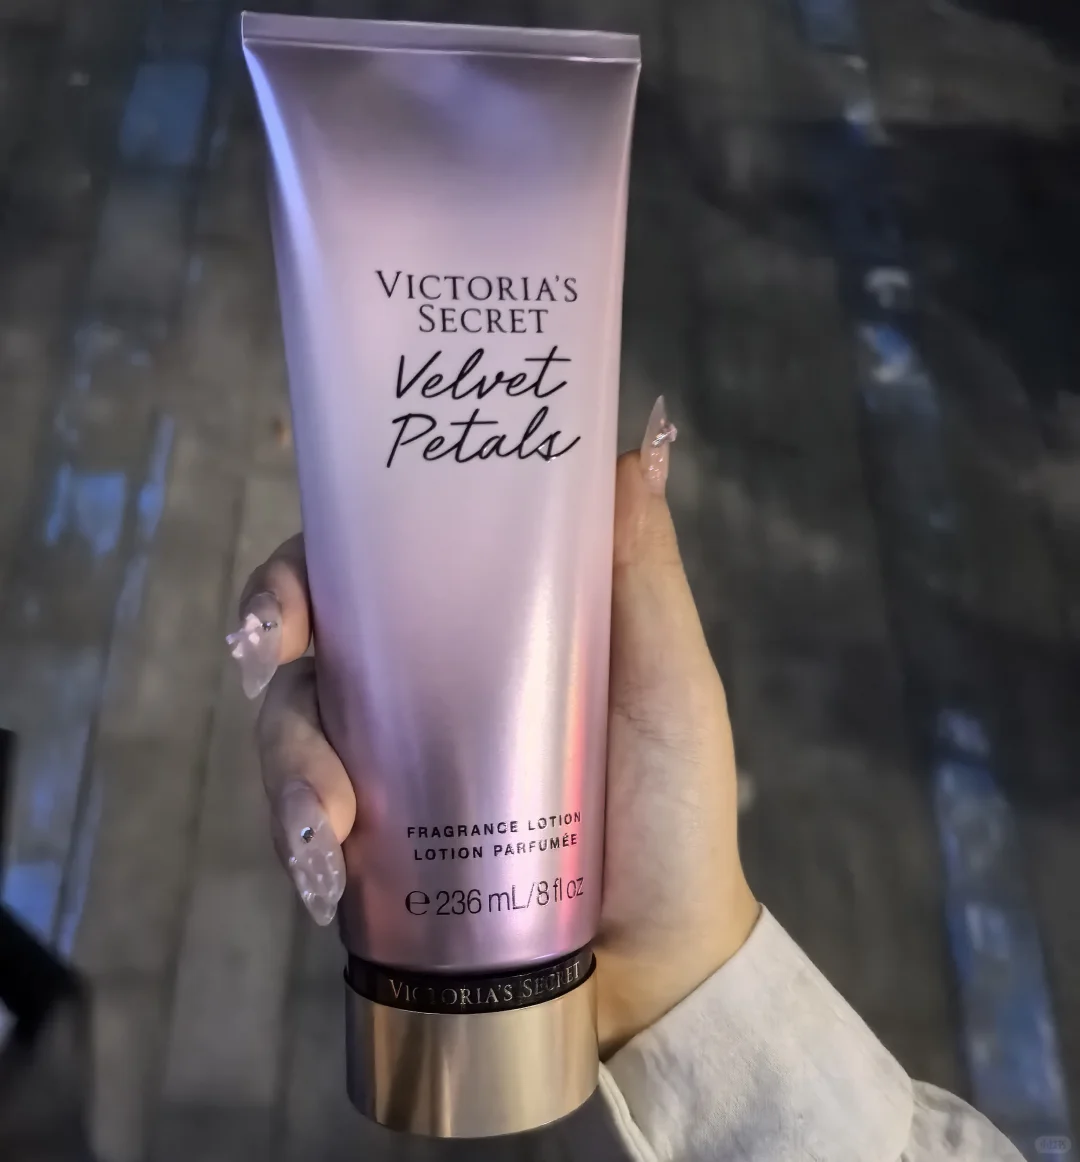 VICTORIA'S
SECRET
Velvet
Petals
FRAGRANCE LOTION
LOTION PARFUMÉE
℮ 236 mL/8 fl oz
VICTORIA'S SECRET